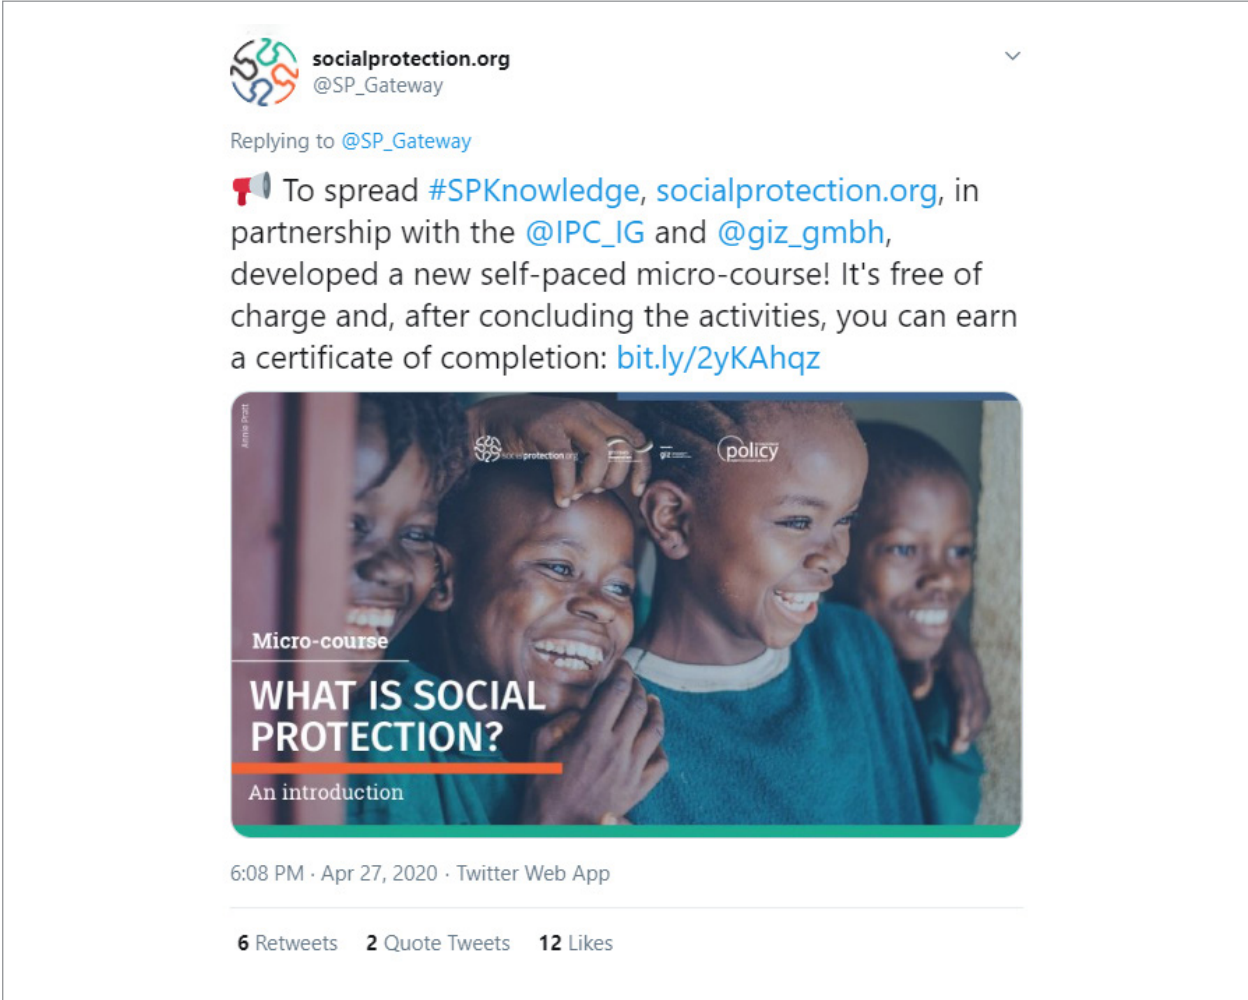 socialprotection.org
@SP_Gateway
Replying to @SP_Gateway
To spread #SPKnowledge, socialprotection.org, in
partnership with the @IPC_IG and @giz_gmbh,
developed a new self-paced micro-course! It's free of
charge and, after concluding the activities, you can earn
a certificate of completion: bit.ly/2yKAhqz
Annie Pratt
socialprotection.org
giz
policy
Micro-course
WHAT IS SOCIAL
PROTECTION?
An introduction
6:08 PM · Apr 27, 2020 · Twitter Web App
6 Retweets 2 Quote Tweets 12 Likes